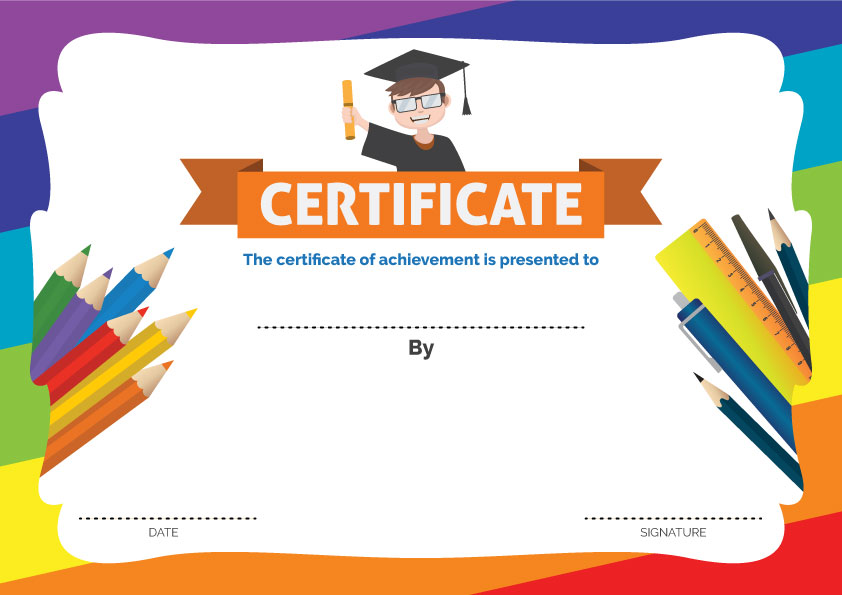 CERTIFICATE
The certificate of achievement is presented to
By
DATE
SIGNATURE